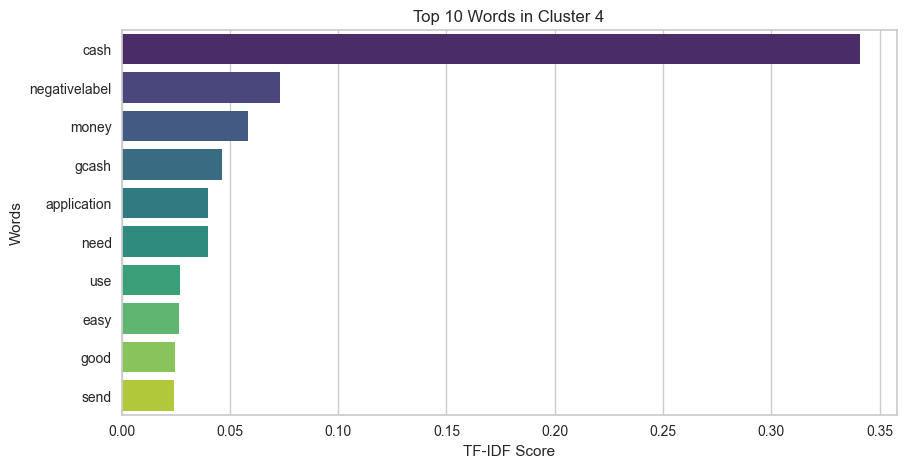 Top 10 Words in Cluster 4
Words
cash
negativelabel
money
gcash
application
need
use
easy
good
send
0.00 0.05 0.10 0.15 0.20 0.25 0.30 0.35
TF-IDF Score